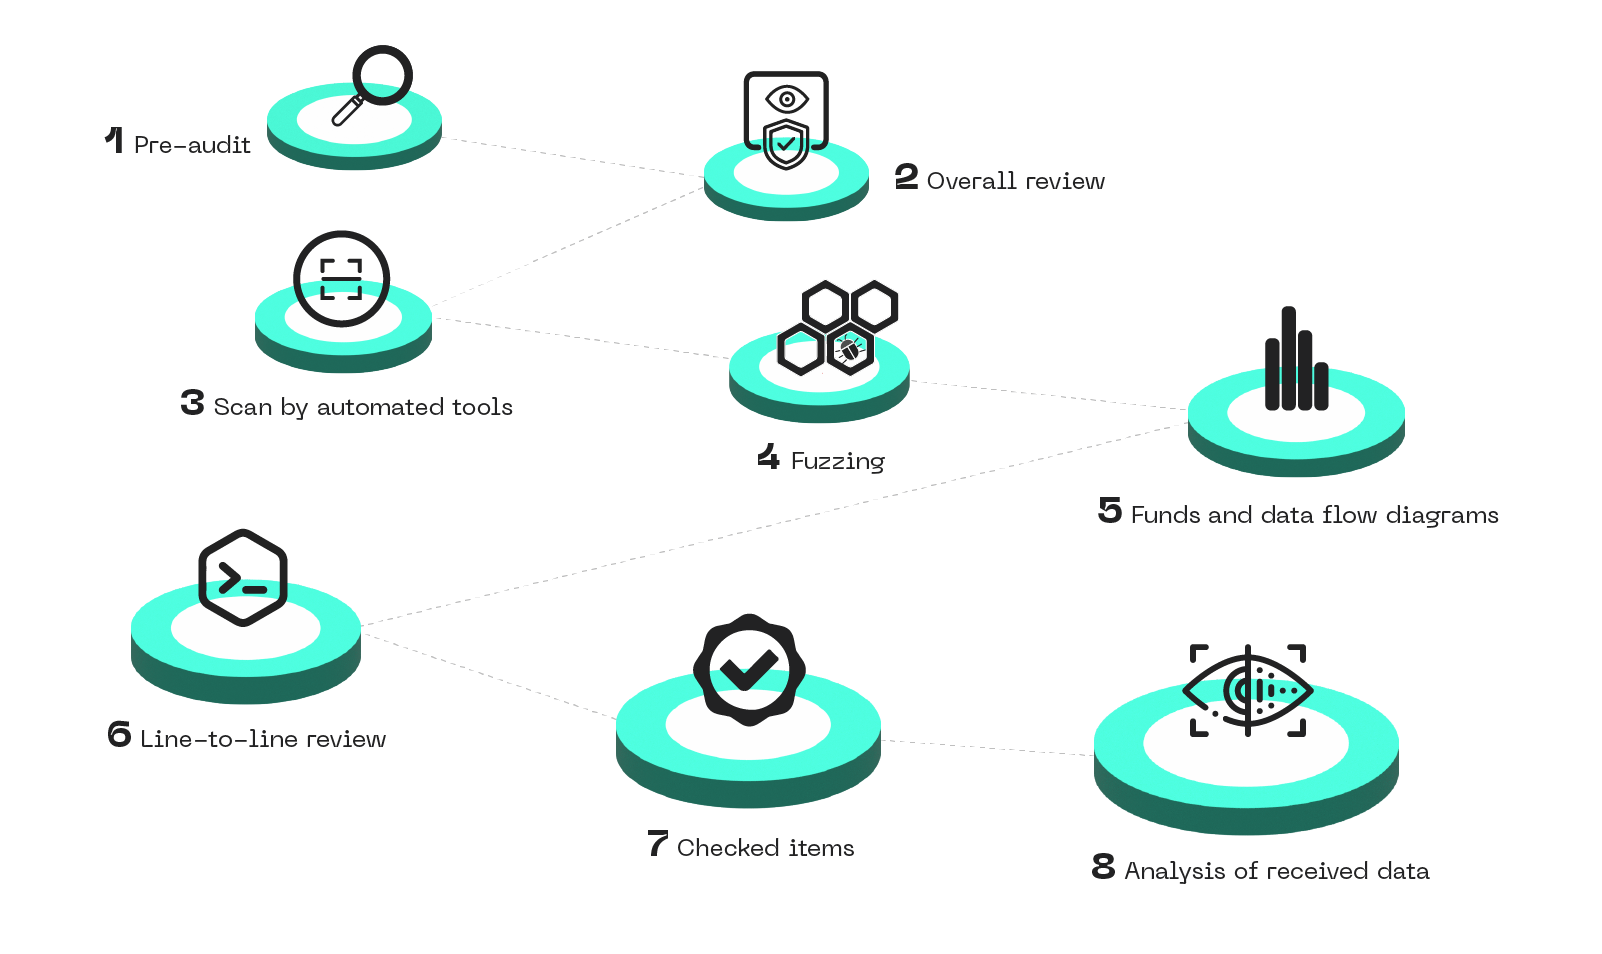 1 Pre-audit
2 Overall review
3 Scan by automated tools
4 Fuzzing
5 Funds and data flow diagrams
6 Line-to-line review
7 Checked items
8 Analysis of received data